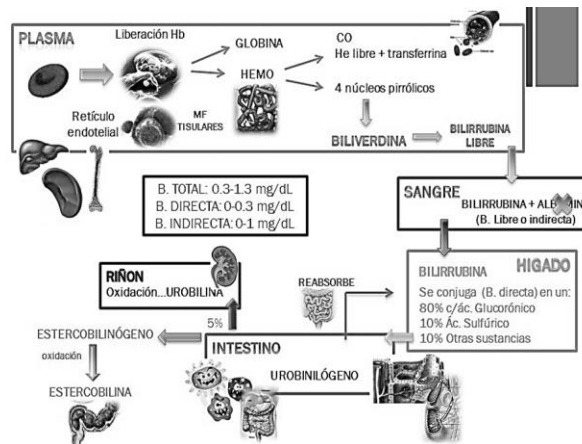 PLASMA
Liberación Hb
GLOBINA
HEMO
CO
He libre + transferrina
4 núcleos pirrólicos
Retículo
endotelial
MF
TISULARES
BILIVERDINA
BILIRRUBINA
LIBRE
B. TOTAL: 0.3-1.3 mg/dL
B. DIRECTA: 0-0.3 mg/dL
B. INDIRECTA: 0-1 mg/dL
SANGRE
BILIRRUBINA +
(B. Libre o indirecta)
HIGADO
BILIRRUBINA
Se conjuga (B. directa) en un:
80% c/ác. Glucorónico
10% Ác. Sulfúrico
10% Otras sustancias
RIÑON
Oxidación...UROBILINA
REABSORBE
5%
INTESTINO
UROBINILÓGENO
ESTERCOBILINÓGENO
oxidación
ESTERCOBILINA